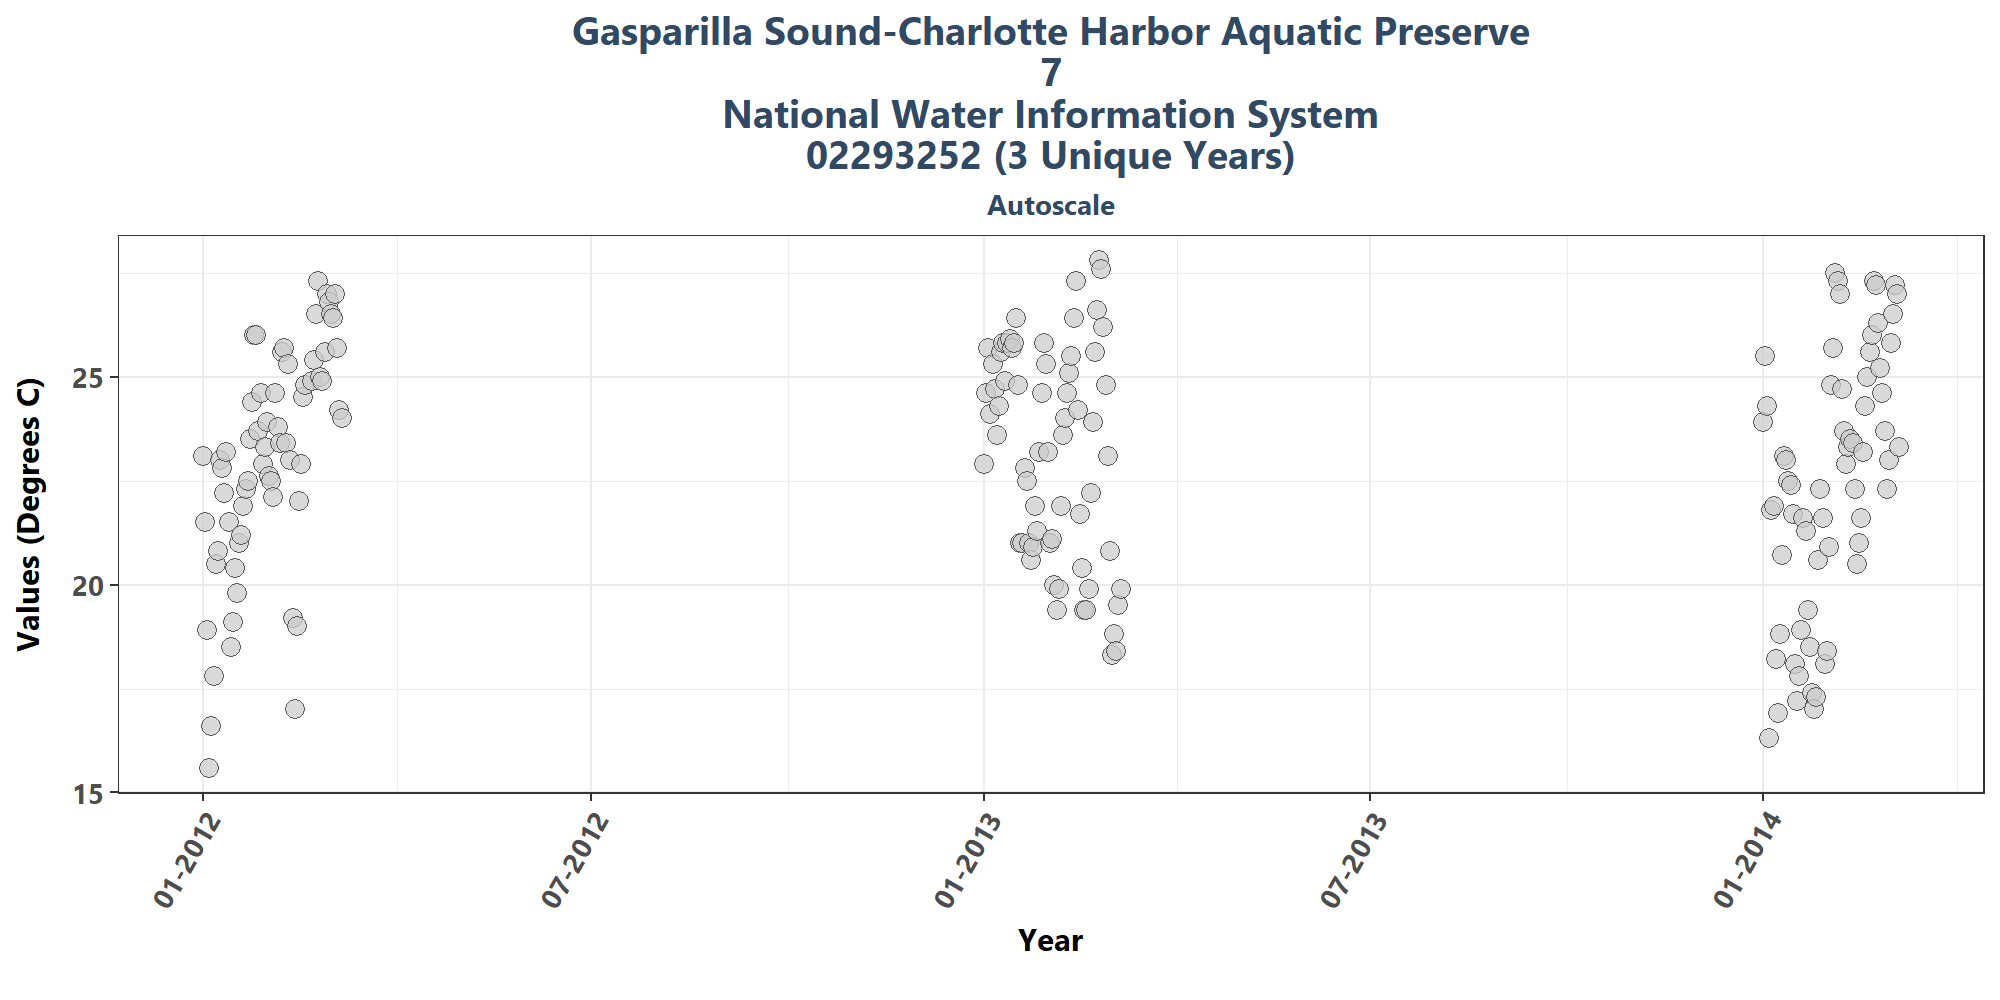 Gasparilla Sound-Charlotte Harbor Aquatic Preserve
7
National Water Information System
02293252 (3 Unique Years)
Autoscale
Values (Degrees C)
25
20
15
01-2012
07-2012
01-2013
07-2013
01-2014
Year